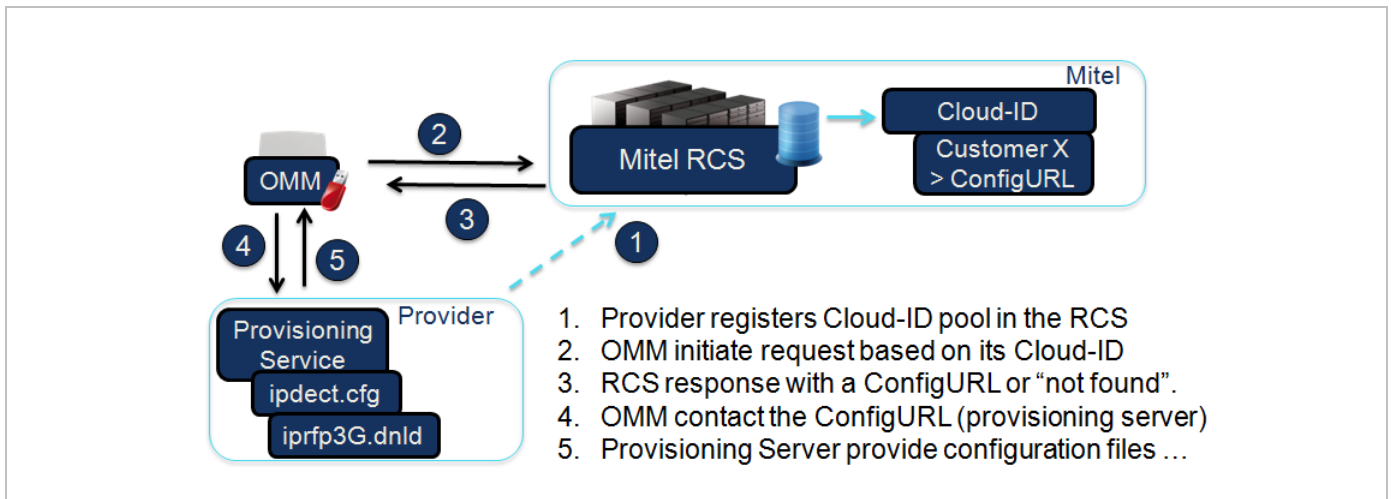 Mitel
Cloud-ID
Customer X
> ConfigURL
Mitel RCS
2
OMM
3
1
4
5
Provider
Provisioning
Service
ipdect.cfg
iprfp3G.dnld
1. Provider registers Cloud-ID pool in the RCS
2. OMM initiate request based on its Cloud-ID
3. RCS response with a ConfigURL or “not found”.
4. OMM contact the ConfigURL (provisioning server)
5. Provisioning Server provide configuration files …